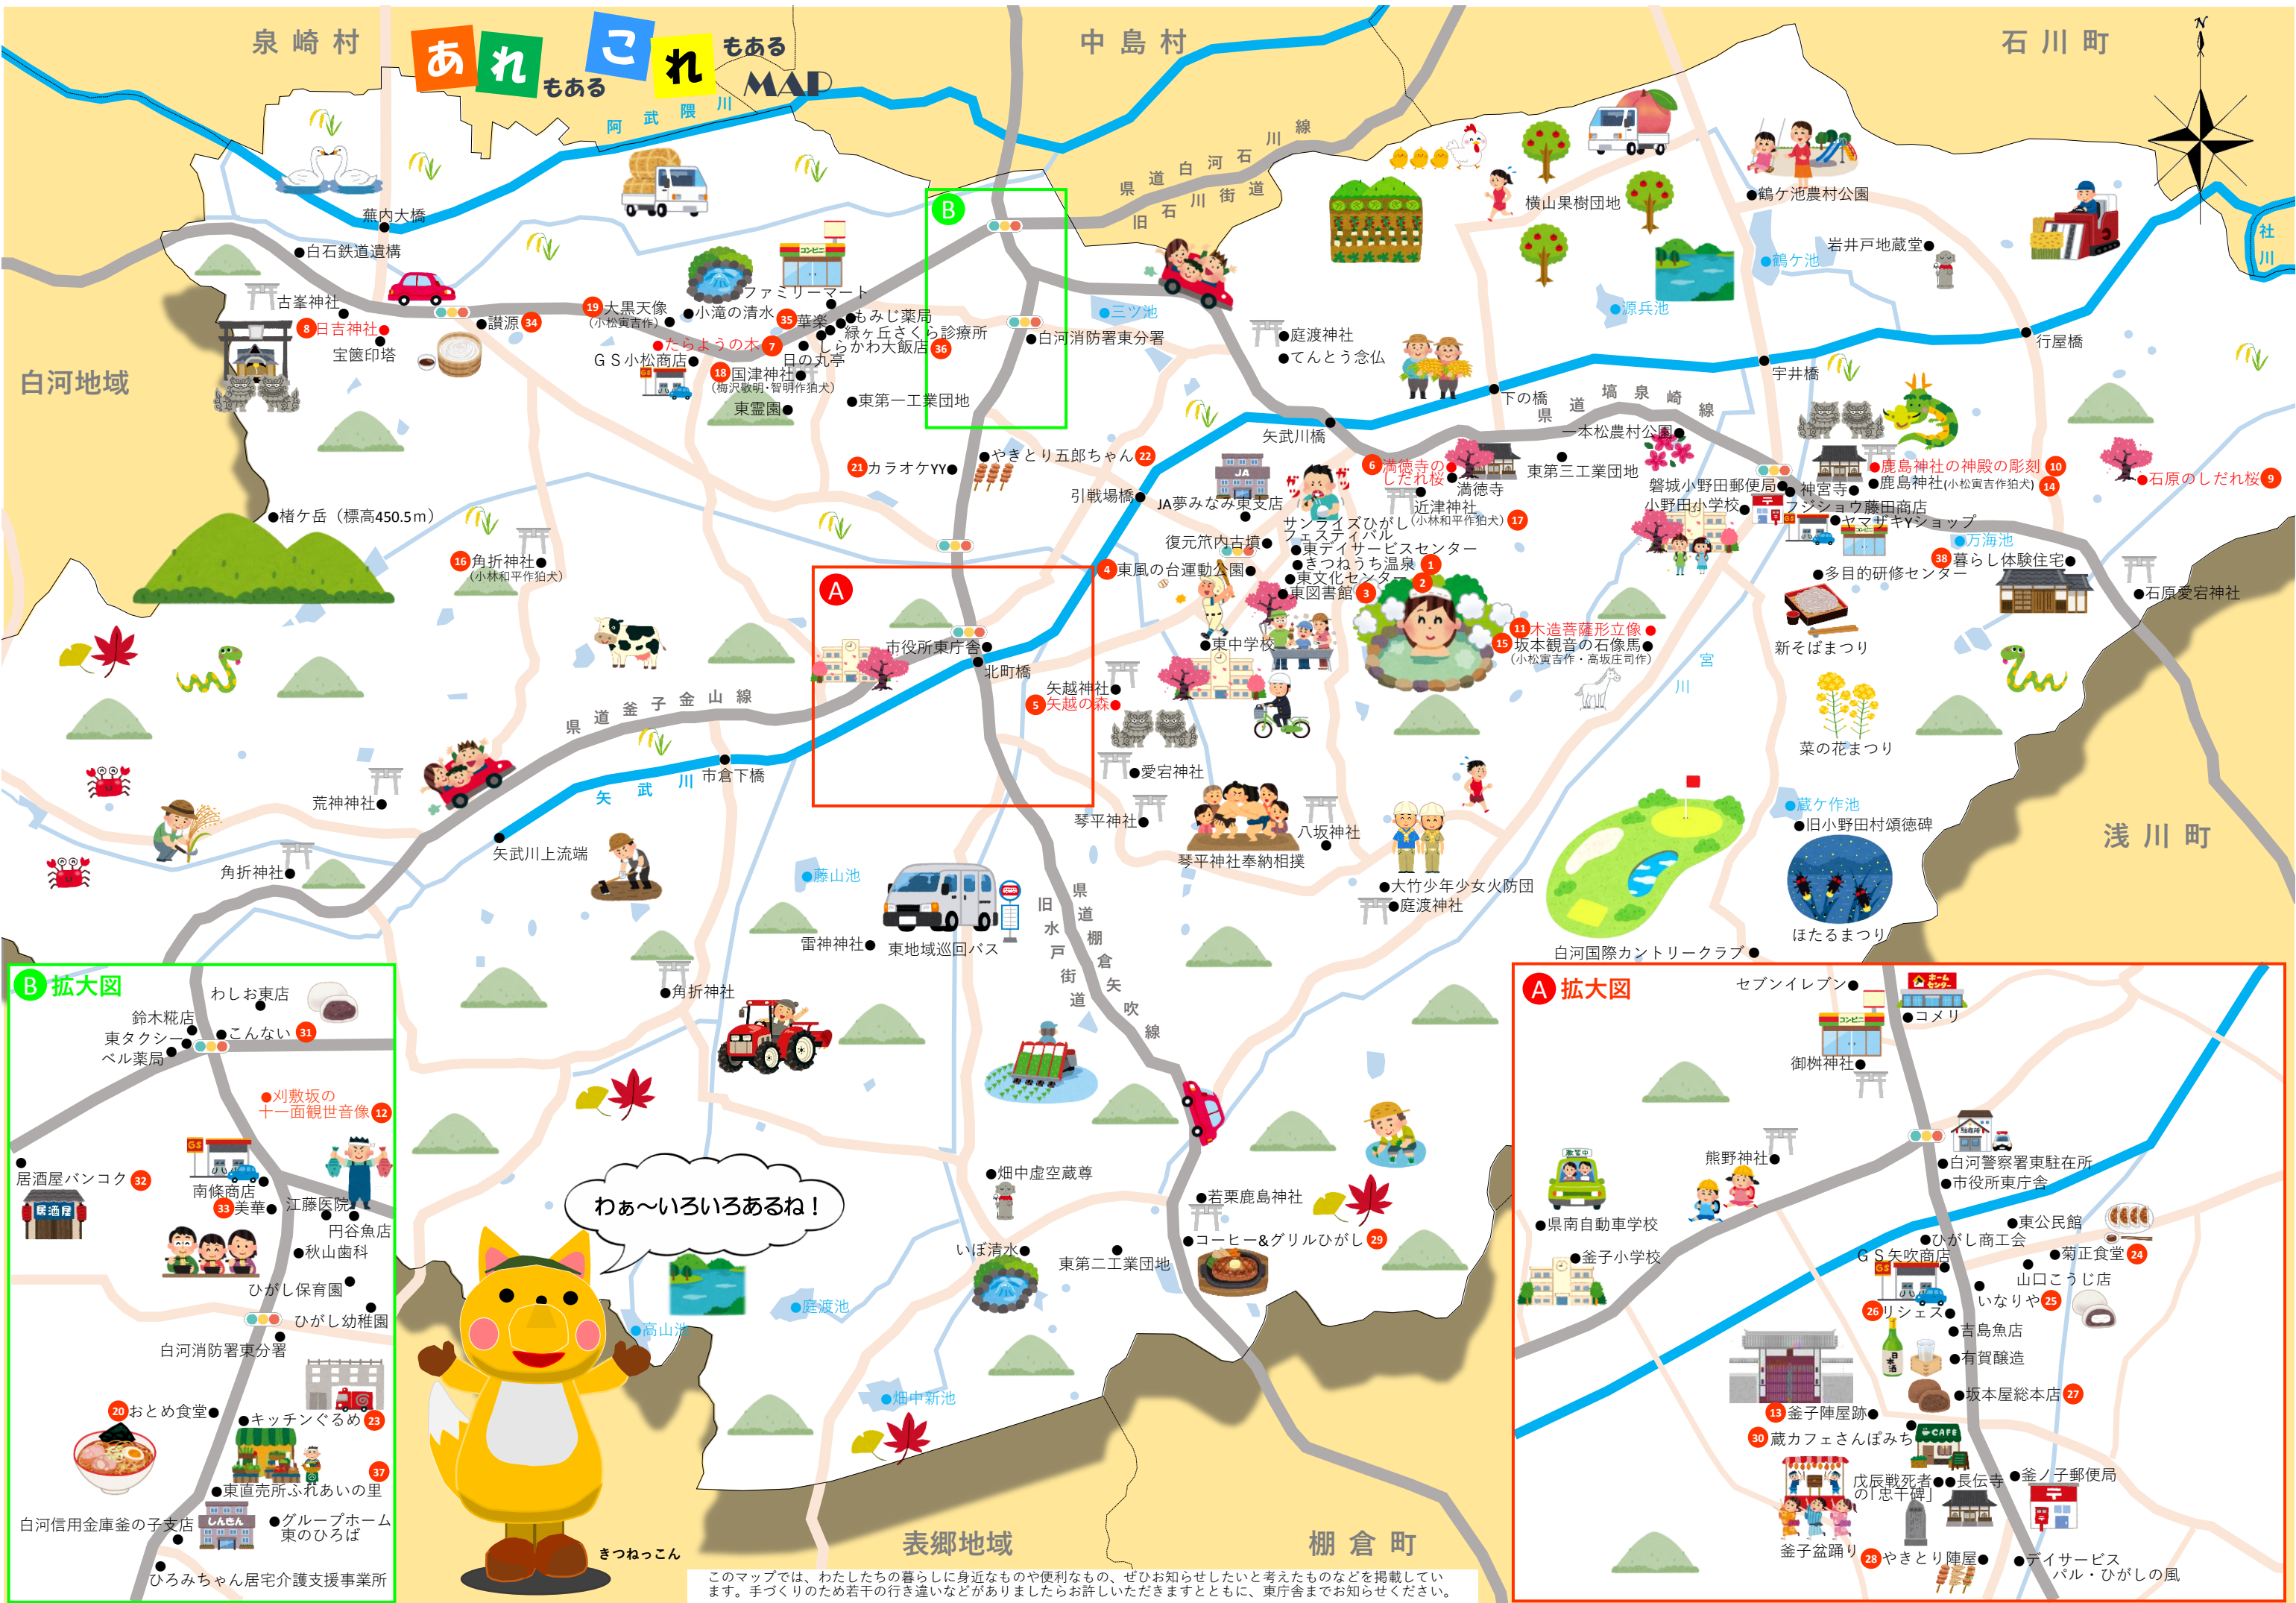 泉崎村
あれもある
これもある
MAP
中島村
石川町
N
阿武隈川
県道白河石川線
旧石川街道
社川
蕪内大橋
白石鉄道遺構
古峯神社
8 日吉神社
宝篋印塔
讃源 34
白河地域
19 大黒天像
(小松寅吉作)
小滝の清水
ファミリーマート
35 華楽
もみじ薬局
緑ヶ丘さくら診療所
しらかわ大飯店 36
たらようの木 7
日の丸亭
GS小松商店
GS
コンビニ
18 国津神社
(梅沢敬明・智明作狛犬)
東霊園
東第一工業団地
B
三ツ池
白河消防署東分署
横山果樹団地
鶴ケ池農村公園
岩井戸地蔵堂
鶴ケ池
源兵池
庭渡神社
てんとう念仏
行屋橋
宇井橋
下の橋
県道塙泉崎線
矢武川橋
一本松農村公園
東第三工業団地
6 満徳寺の
しだれ桜
満徳寺
近津神社
(小林和平作狛犬) 17
磐城小野田郵便局
小野田小学校
神宮寺
鹿島神社の神殿の彫刻 10
鹿島神社(小松寅吉作狛犬) 14
フジショウ藤田商店
ヤマザキYショップ
石原のしだれ桜 9
万海池
38 暮らし体験住宅
多目的研修センター
石原愛宕神社
新そばまつり
菜の花まつり
21 カラオケYY
やきとり五郎ちゃん 22
引戦場橋
JA
JA夢みなみ東支店
ガツ
ガツ
サンライズひがし
フェスティバル
復元笊内古墳
東デイサービスセンター
きつねうち温泉 1
東文化センター 2
東図書館 3
4 東風の台運動公園
東中学校
11 木造菩薩形立像
15 坂本観音の石像馬
(小松寅吉作・高坂庄司作)
宮川
楮ケ岳(標高450.5m)
16 角折神社
(小林和平作狛犬)
A
市役所東庁舎
北町橋
矢越神社
5 矢越の森
愛宕神社
琴平神社
琴平神社奉納相撲
八坂神社
大竹少年少女火防団
庭渡神社
県道釜子金山線
矢武川
市倉下橋
荒神神社
角折神社
矢武川上流端
藤山池
雷神神社
東地域巡回バス
角折神社
県道棚倉矢吹線
旧水戸街道
蔵ケ作池
旧小野田村頌徳碑
ほたるまつり
白河国際カントリークラブ
浅川町
畑中虚空蔵尊
若栗鹿島神社
コーヒー&グリルひがし 29
いぼ清水
東第二工業団地
庭渡池
高山池
畑中新池
わぁ～いろいろあるね！
きつねっこん
表郷地域
棚倉町
このマップでは、わたしたちの暮らしに身近なものや便利なもの、ぜひお知らせしたいと考えたものなどを掲載してい
ます。手づくりのため若干の行き違いなどがありましたらお許しいただきますとともに、東庁舎までお知らせください。
B 拡大図
わしお東店
鈴木糀店
東タクシー
ベル薬局
こんない 31
刈敷坂の
十一面観世音像 12
居酒屋バンコク 32
居酒屋
GS
南條商店
33 美華
江藤医院
円谷魚店
秋山歯科
ひがし保育園
ひがし幼稚園
白河消防署東分署
20 おとめ食堂
キッチンぐるめ 23
37
東直売所ふれあいの里
白河信用金庫釜の子支店
しんきん
グループホーム
東のひろば
ひろみちゃん居宅介護支援事業所
A 拡大図
セブンイレブン
コンビニ
ホームセンター
コメリ
御桝神社
熊野神社
教習中
県南自動車学校
釜子小学校
駐在所
白河警察署東駐在所
市役所東庁舎
東公民館
ひがし商工会
菊正食堂 24
GS矢吹商店
GS
山口こうじ店
いなりや 25
26 リシェス
吉島魚店
日本酒
有賀醸造
坂本屋総本店 27
13 釜子陣屋跡
30 蔵カフェさんぽみち
CAFE
戊辰戦死者
の「忠干碑」
長伝寺
釜ノ子郵便局
釜子盆踊り
28 やきとり陣屋
デイサービス
パル・ひがしの風